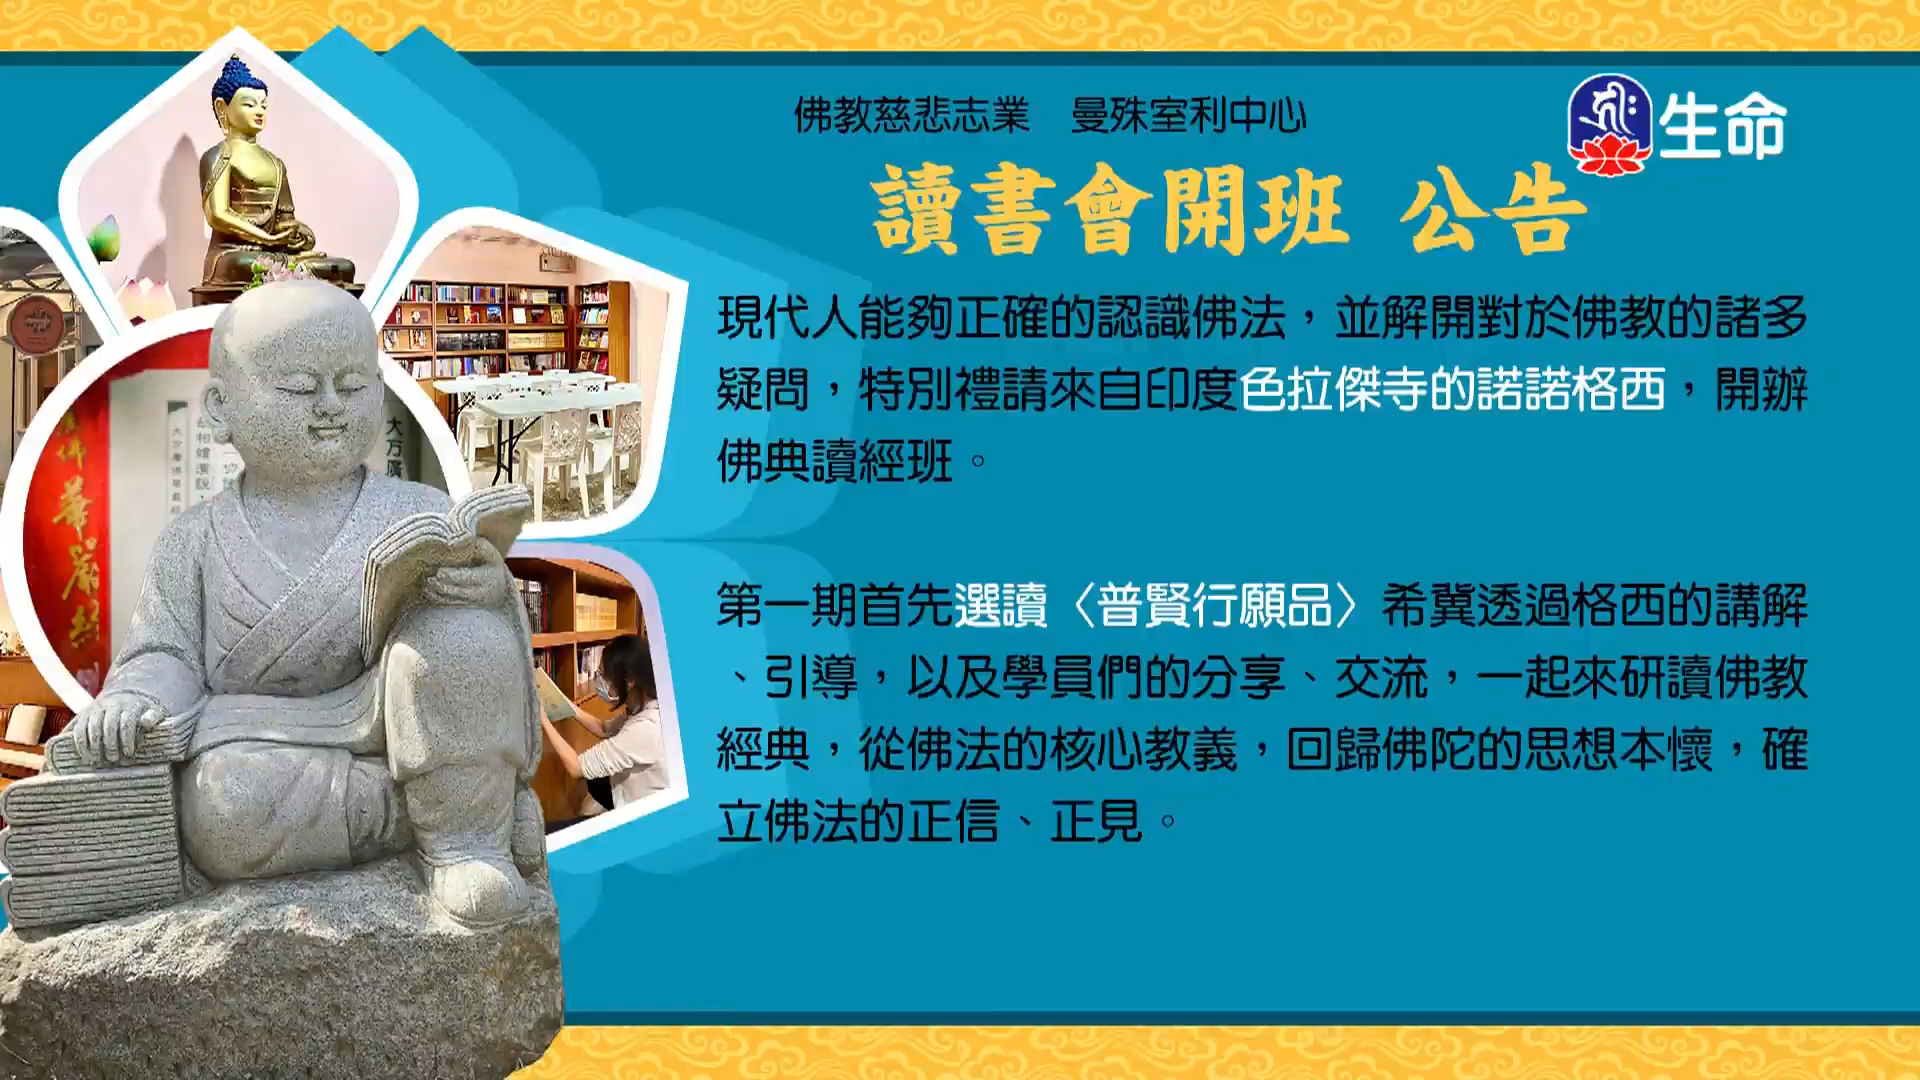 佛教慈悲志業　曼殊室利中心
生命
讀書會開班 公告
現代人能夠正確的認識佛法，並解開對於佛教的諸多
疑問，特別禮請來自印度色拉傑寺的諾諾格西，開辦
佛典讀經班。
第一期首先選讀〈普賢行願品〉希冀透過格西的講解
、引導，以及學員們的分享、交流，一起來研讀佛教
經典，從佛法的核心教義，回歸佛陀的思想本懷，確
立佛法的正信、正見。
大方廣